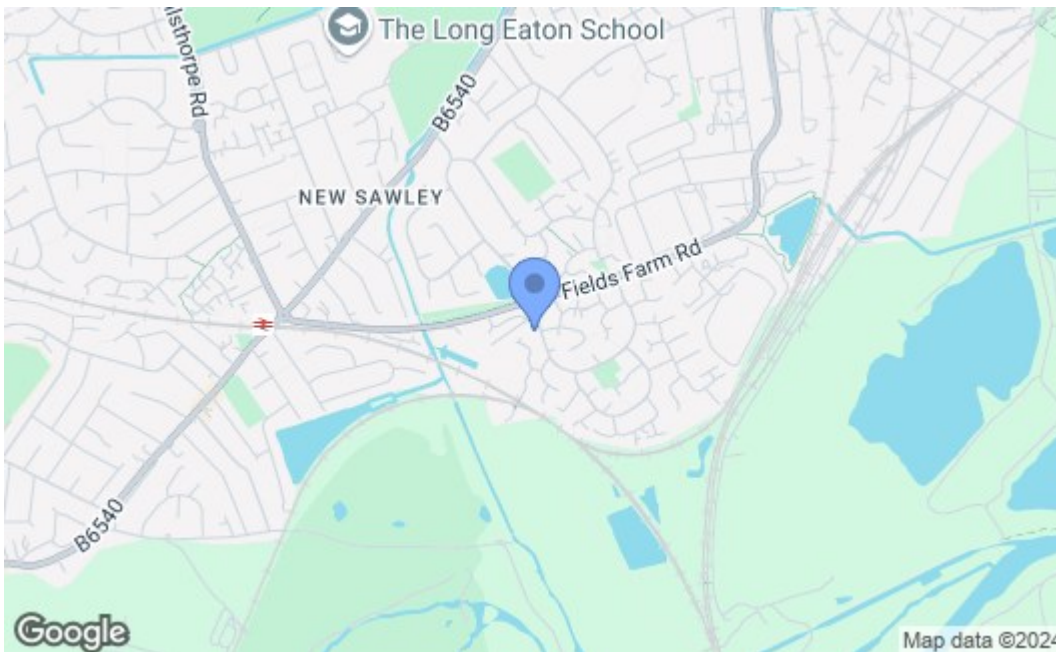 The Long Eaton School
B6540
NEW SAWLEY
Fields Farm Rd
B6540
Google
Map data ©2024